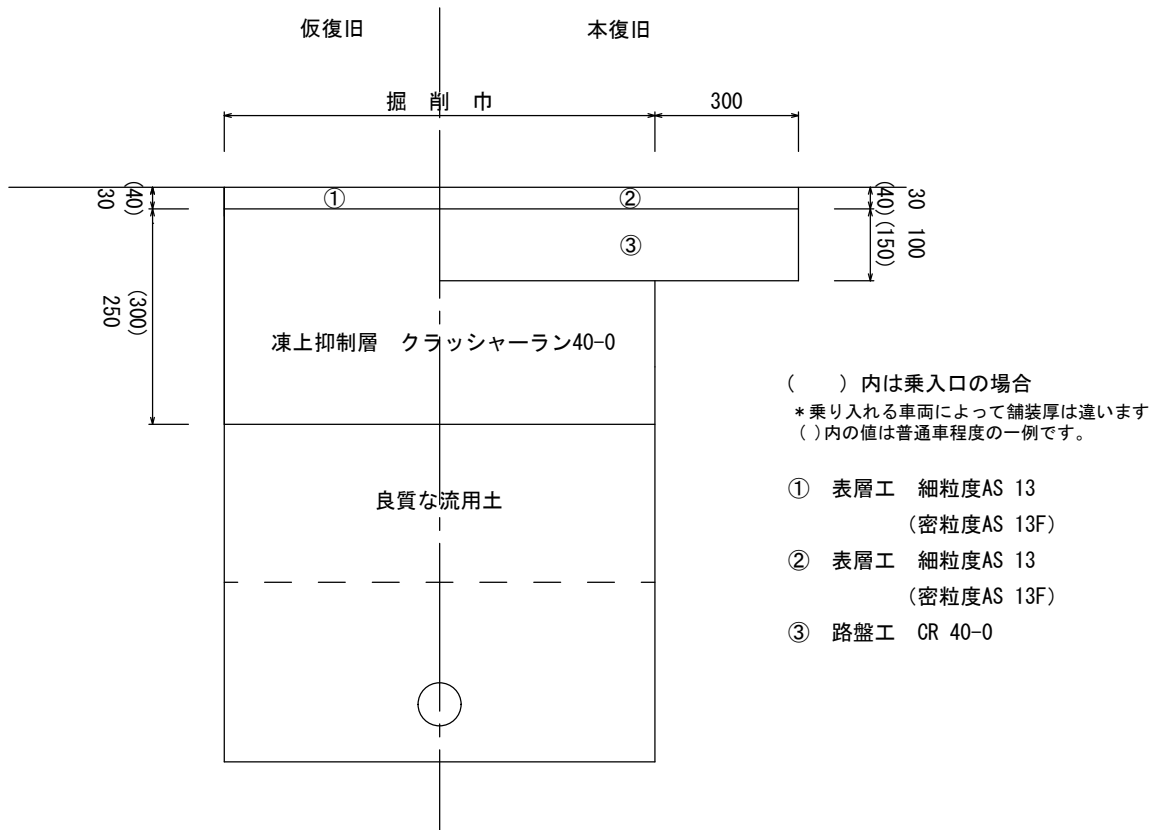 仮復旧 本復旧
掘 削 巾 300
(40)
30
①
②
(40)
30
③
(150)
100
(300)
250
凍上抑制層 クラッシャーラン40-0
( )内は乗入口の場合
*乗り入れる車両によって舗装厚は違います
( )内の値は普通車程度の一例です。
良質な流用土
① 表層工 細粒度AS 13
(密粒度AS 13F)
② 表層工 細粒度AS 13
(密粒度AS 13F)
③ 路盤工 CR 40-0